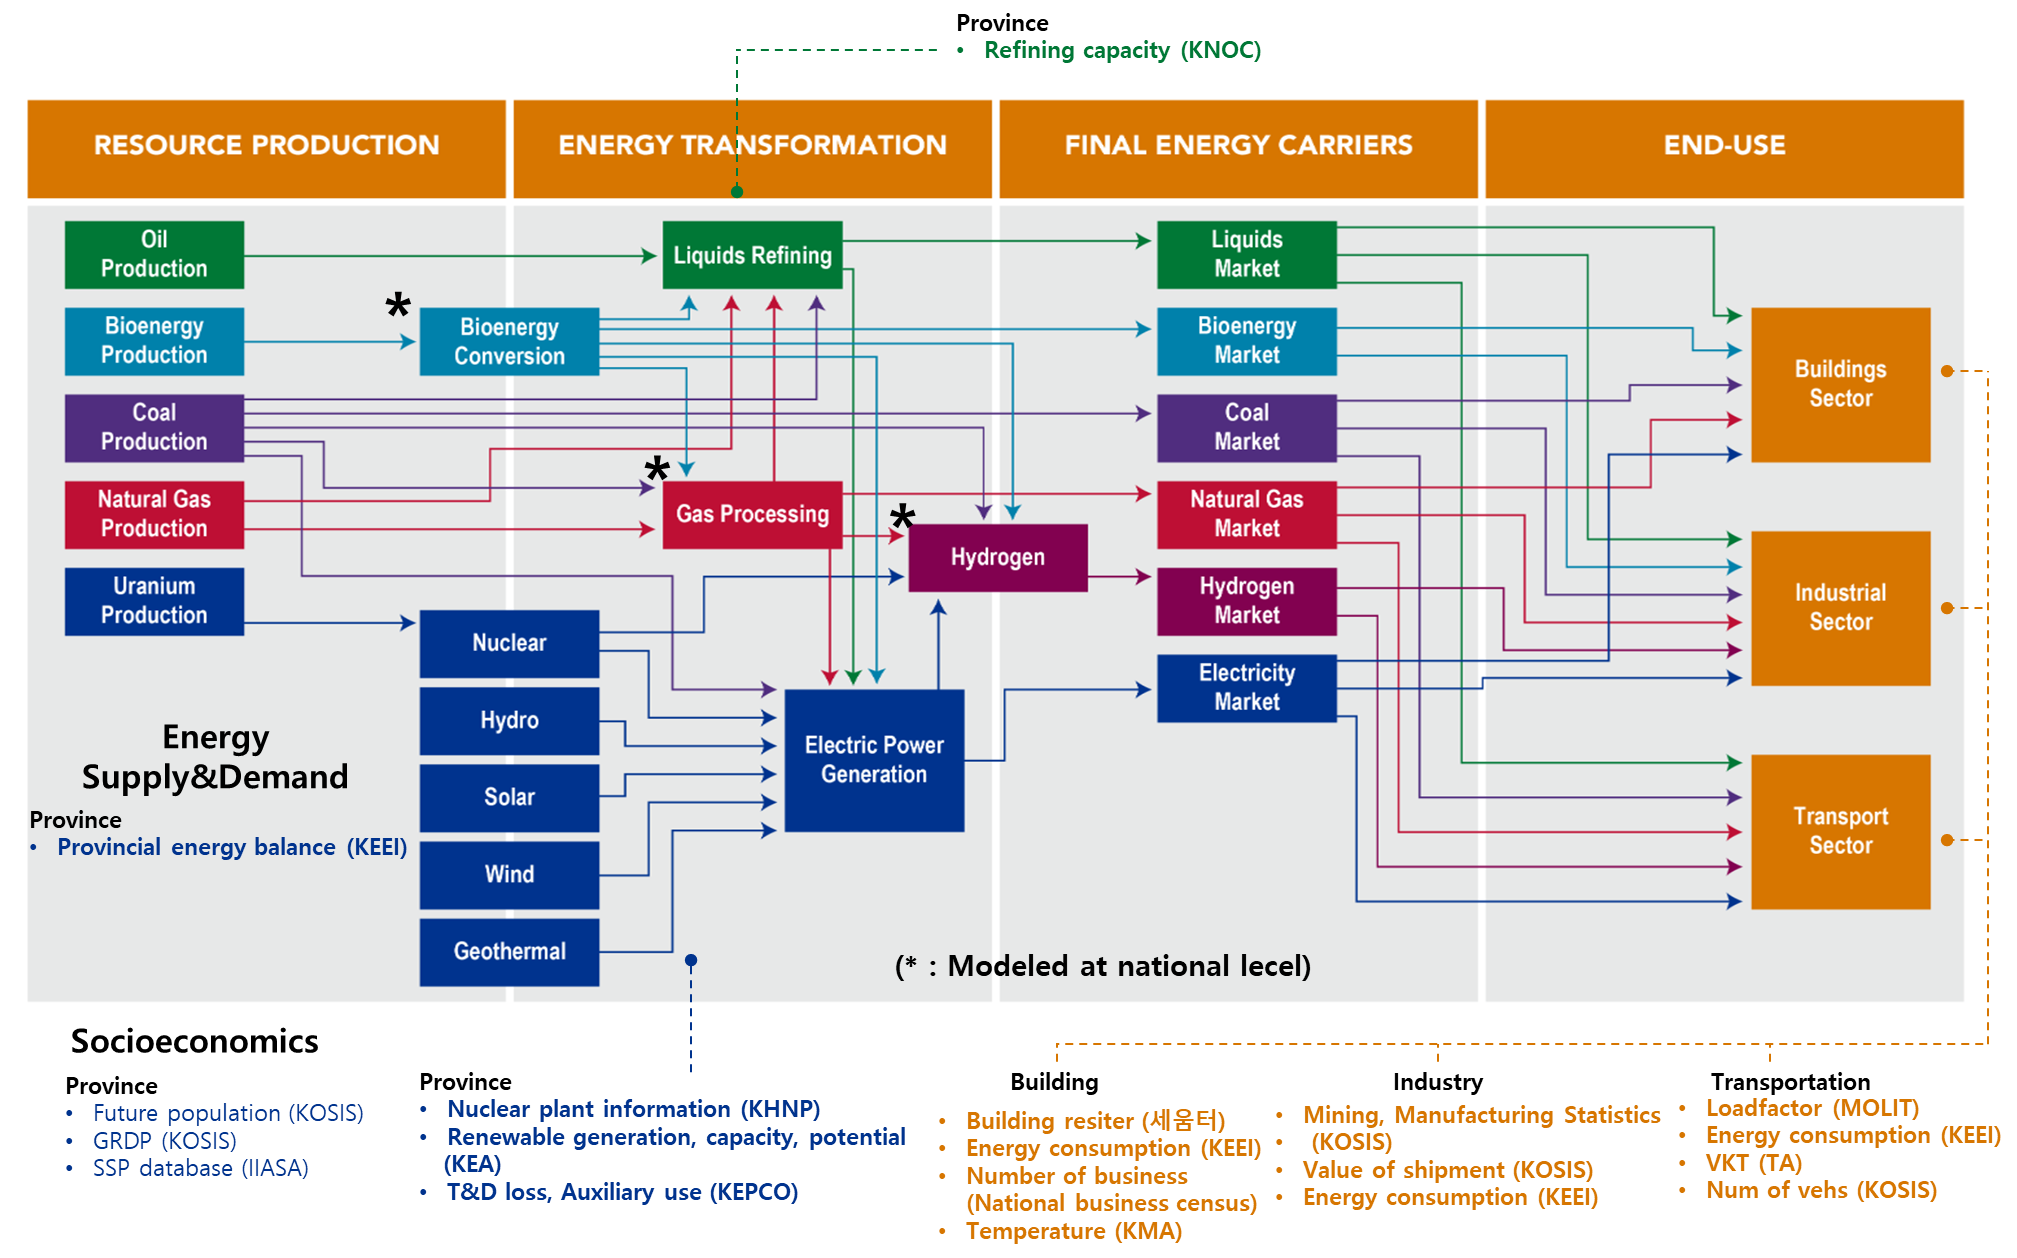 Province
• Refining capacity (KNOC)
RESOURCE PRODUCTION
ENERGY TRANSFORMATION
FINAL ENERGY CARRIERS
END-USE
Oil
Production
Liquids Refining
Liquids
Market
Bioenergy
Production
*
Bioenergy
Conversion
Bioenergy
Market
Buildings
Sector
Coal
Production
Coal
Market
Natural Gas
Production
*
Gas Processing
*
Natural Gas
Market
Hydrogen
Uranium
Production
Hydrogen
Market
Industrial
Sector
Nuclear
Electricity
Market
Hydro
Energy
Supply&Demand
Electric Power
Generation
Solar
Province
• Provincial energy balance (KEEI)
Transport
Sector
Wind
Geothermal
(* : Modeled at national lecel)
Socioeconomics
Province
• Future population (KOSIS)
• GRDP (KOSIS)
• SSP database (IIASA)
Province
• Nuclear plant information (KHNP)
• Renewable generation, capacity, potential
(KEA)
• T&D loss, Auxiliary use (KEPCO)
Building
• Building resiter (세움터)
• Energy consumption (KEEI)
• Number of business
(National business census)
• Temperature (KMA)
Industry
• Mining, Manufacturing Statistics
• (KOSIS)
• Value of shipment (KOSIS)
• Energy consumption (KEEI)
Transportation
• Loadfactor (MOLIT)
• Energy consumption (KEEI)
• VKT (TA)
• Num of vehs (KOSIS)